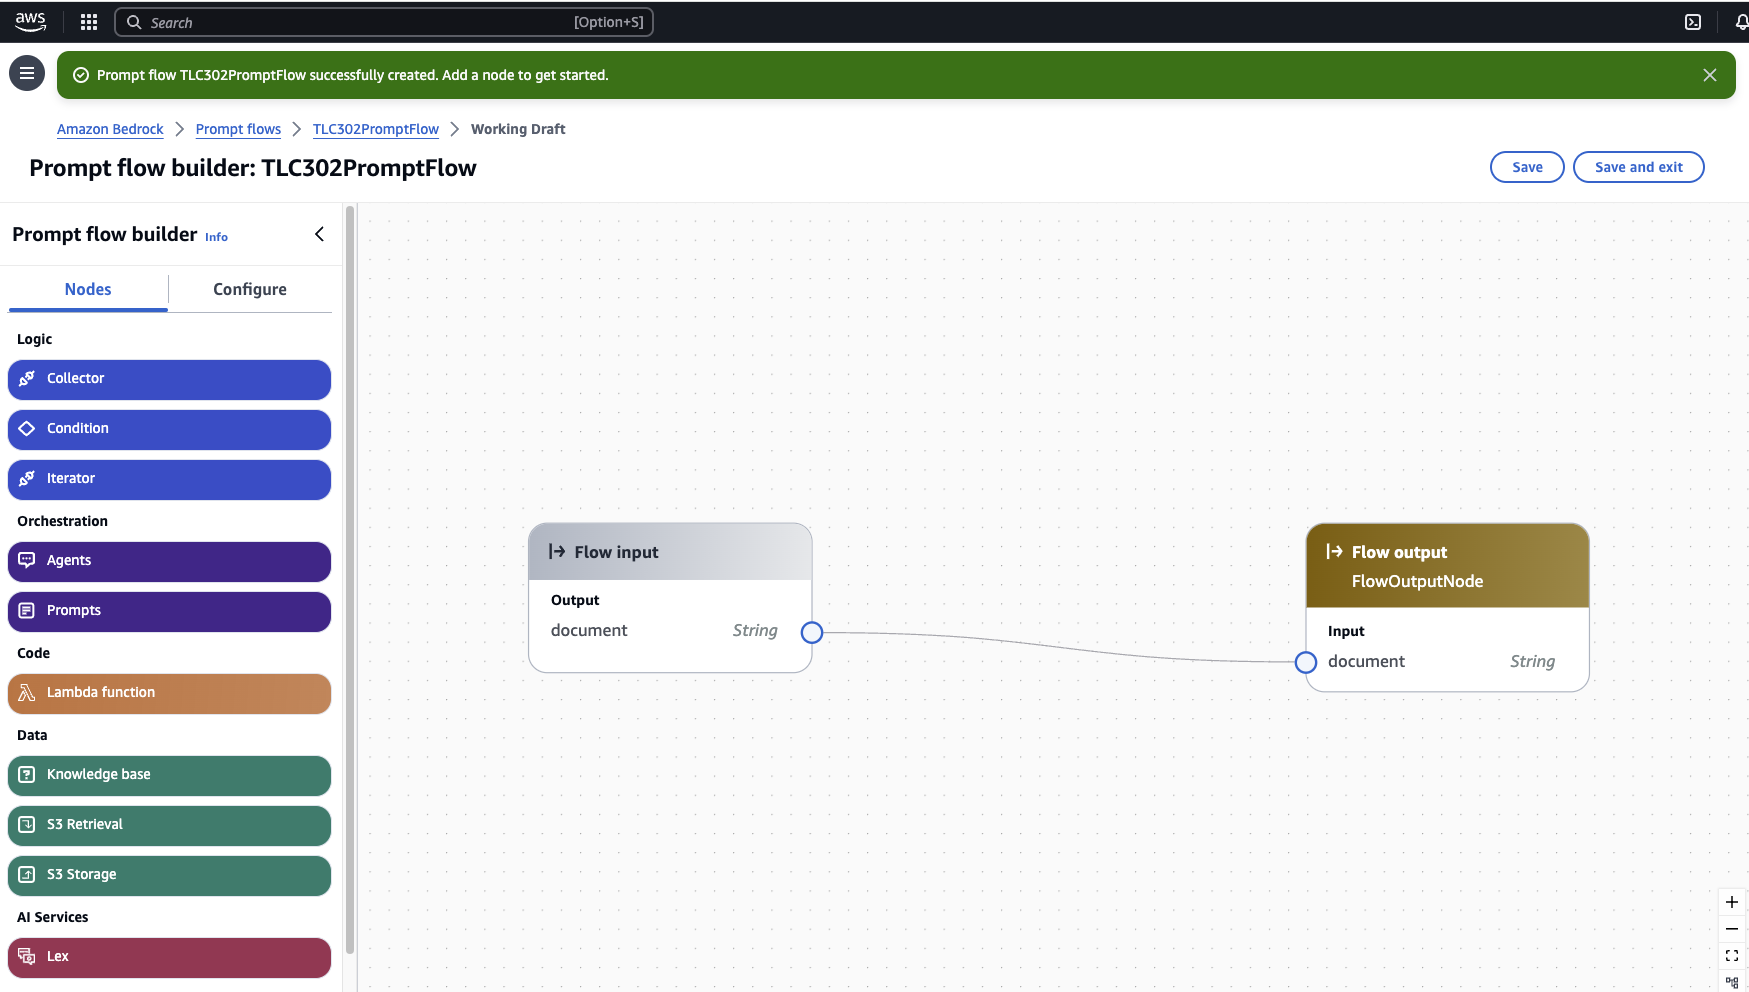 aws
Search [Option+S]
Prompt flow TLC302PromptFlow successfully created. Add a node to get started.
Amazon Bedrock > Prompt flows > TLC302PromptFlow > Working Draft
Prompt flow builder: TLC302PromptFlow
Save
Save and exit
Prompt flow builder Info
Nodes
Configure
Logic
Collector
Condition
Iterator
Orchestration
Agents
Prompts
Code
Lambda function
Data
Knowledge base
S3 Retrieval
S3 Storage
AI Services
Lex
Flow input
Output
document String
Flow output
FlowOutputNode
Input
document String